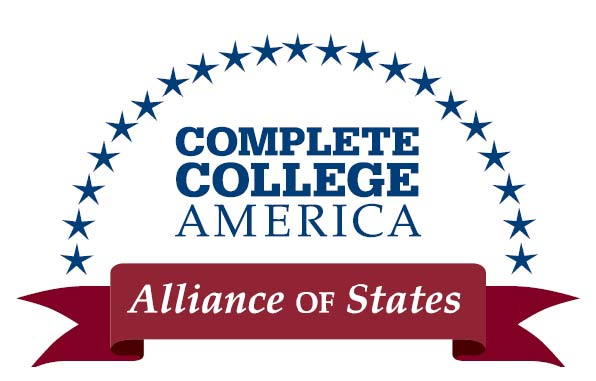 COMPLETE
COLLEGE
AMERICA
Alliance OF States